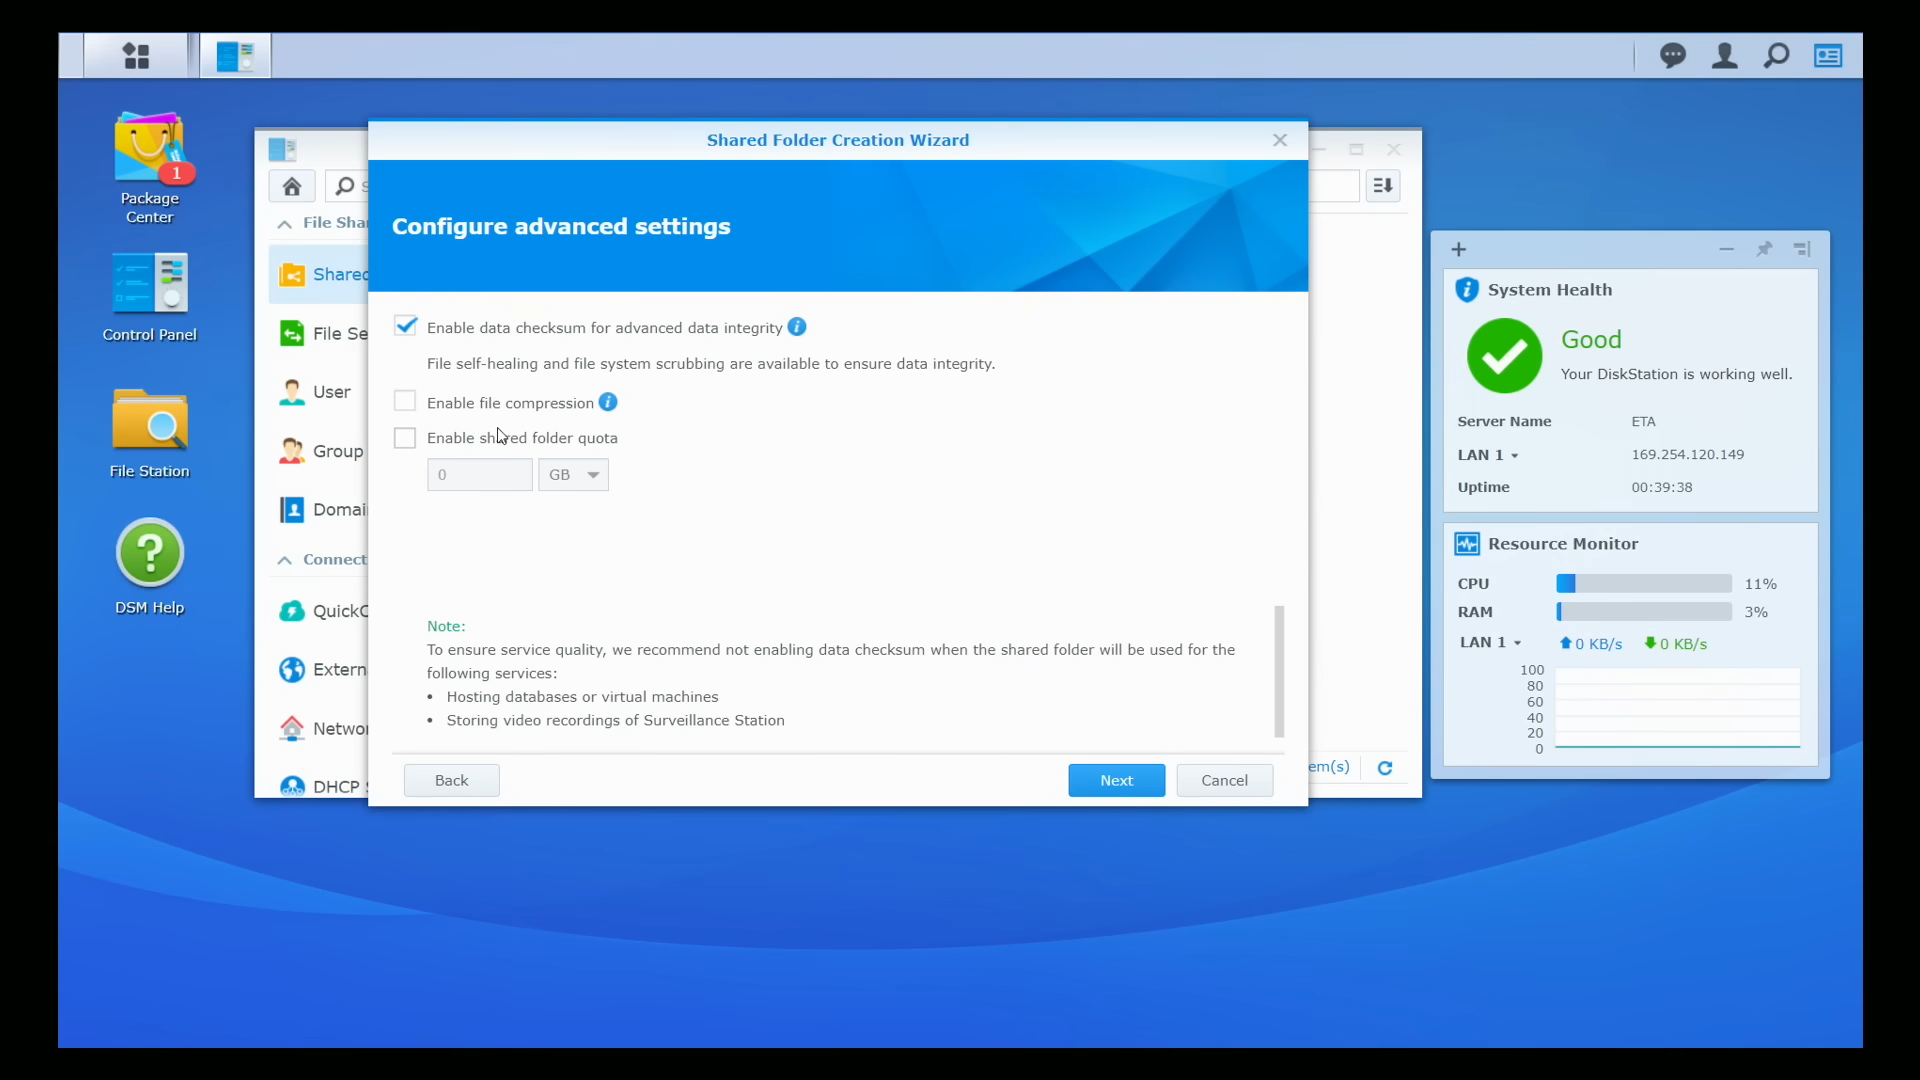 Package
Center
1
Control Panel
File Station
DSM Help
File Sha
Shared
File Se
User
Group
Domai
Connect
QuickC
Extern
Networ
DHCP S
Shared Folder Creation Wizard
Configure advanced settings
Enable data checksum for advanced data integrity
File self-healing and file system scrubbing are available to ensure data integrity.
Enable file compression
Enable shared folder quota
0 GB
Note:
To ensure service quality, we recommend not enabling data checksum when the shared folder will be used for the
following services:
• Hosting databases or virtual machines
• Storing video recordings of Surveillance Station
Back
Next
Cancel
em(s)
System Health
Good
Your DiskStation is working well.
Server Name ETA
LAN 1 169.254.120.149
Uptime 00:39:38
Resource Monitor
CPU 11%
RAM 3%
LAN 1 0 KB/s 0 KB/s
100
80
60
40
20
0